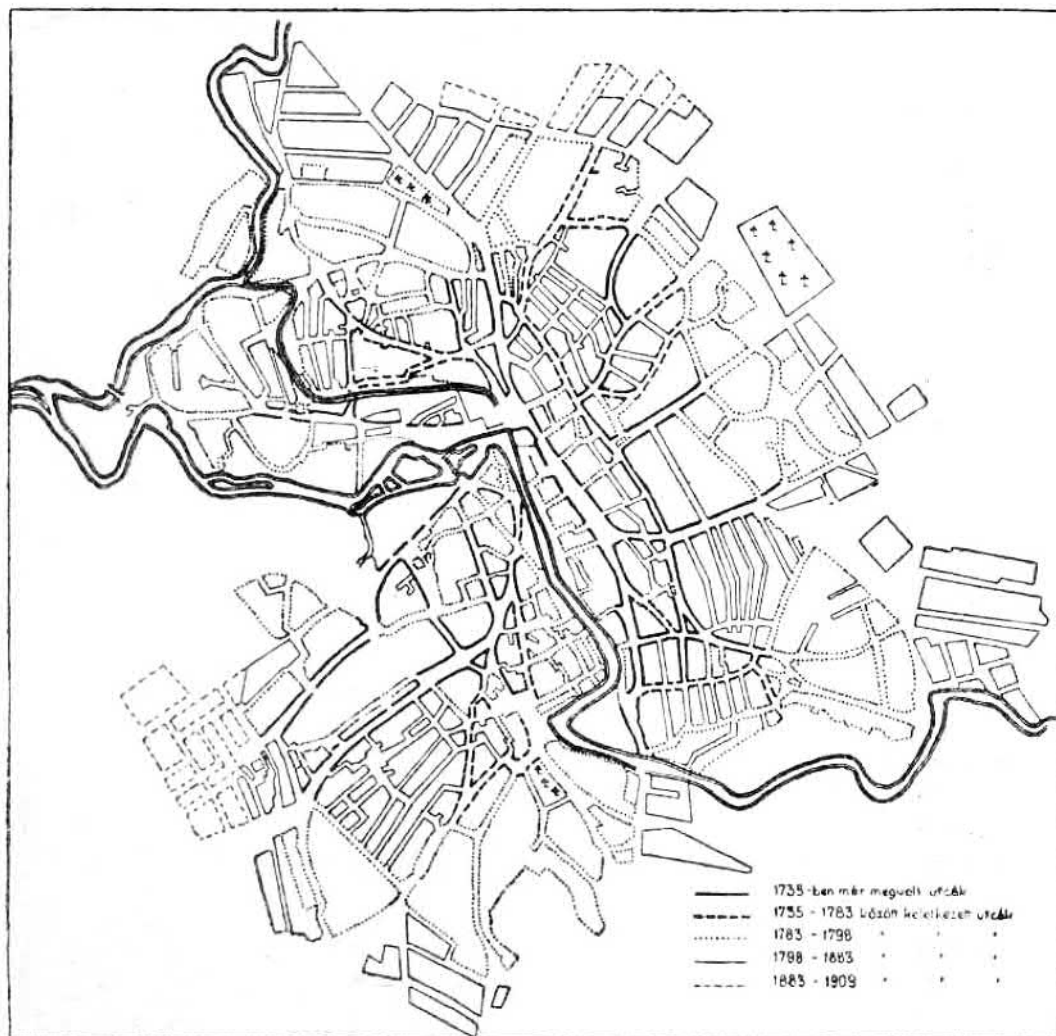 1735-ben már megvolt utcák
1735 - 1783 között keletkezett utcák
1783 - 1798 " " "
1798 - 1883 " " "
1883 - 1909 " " "